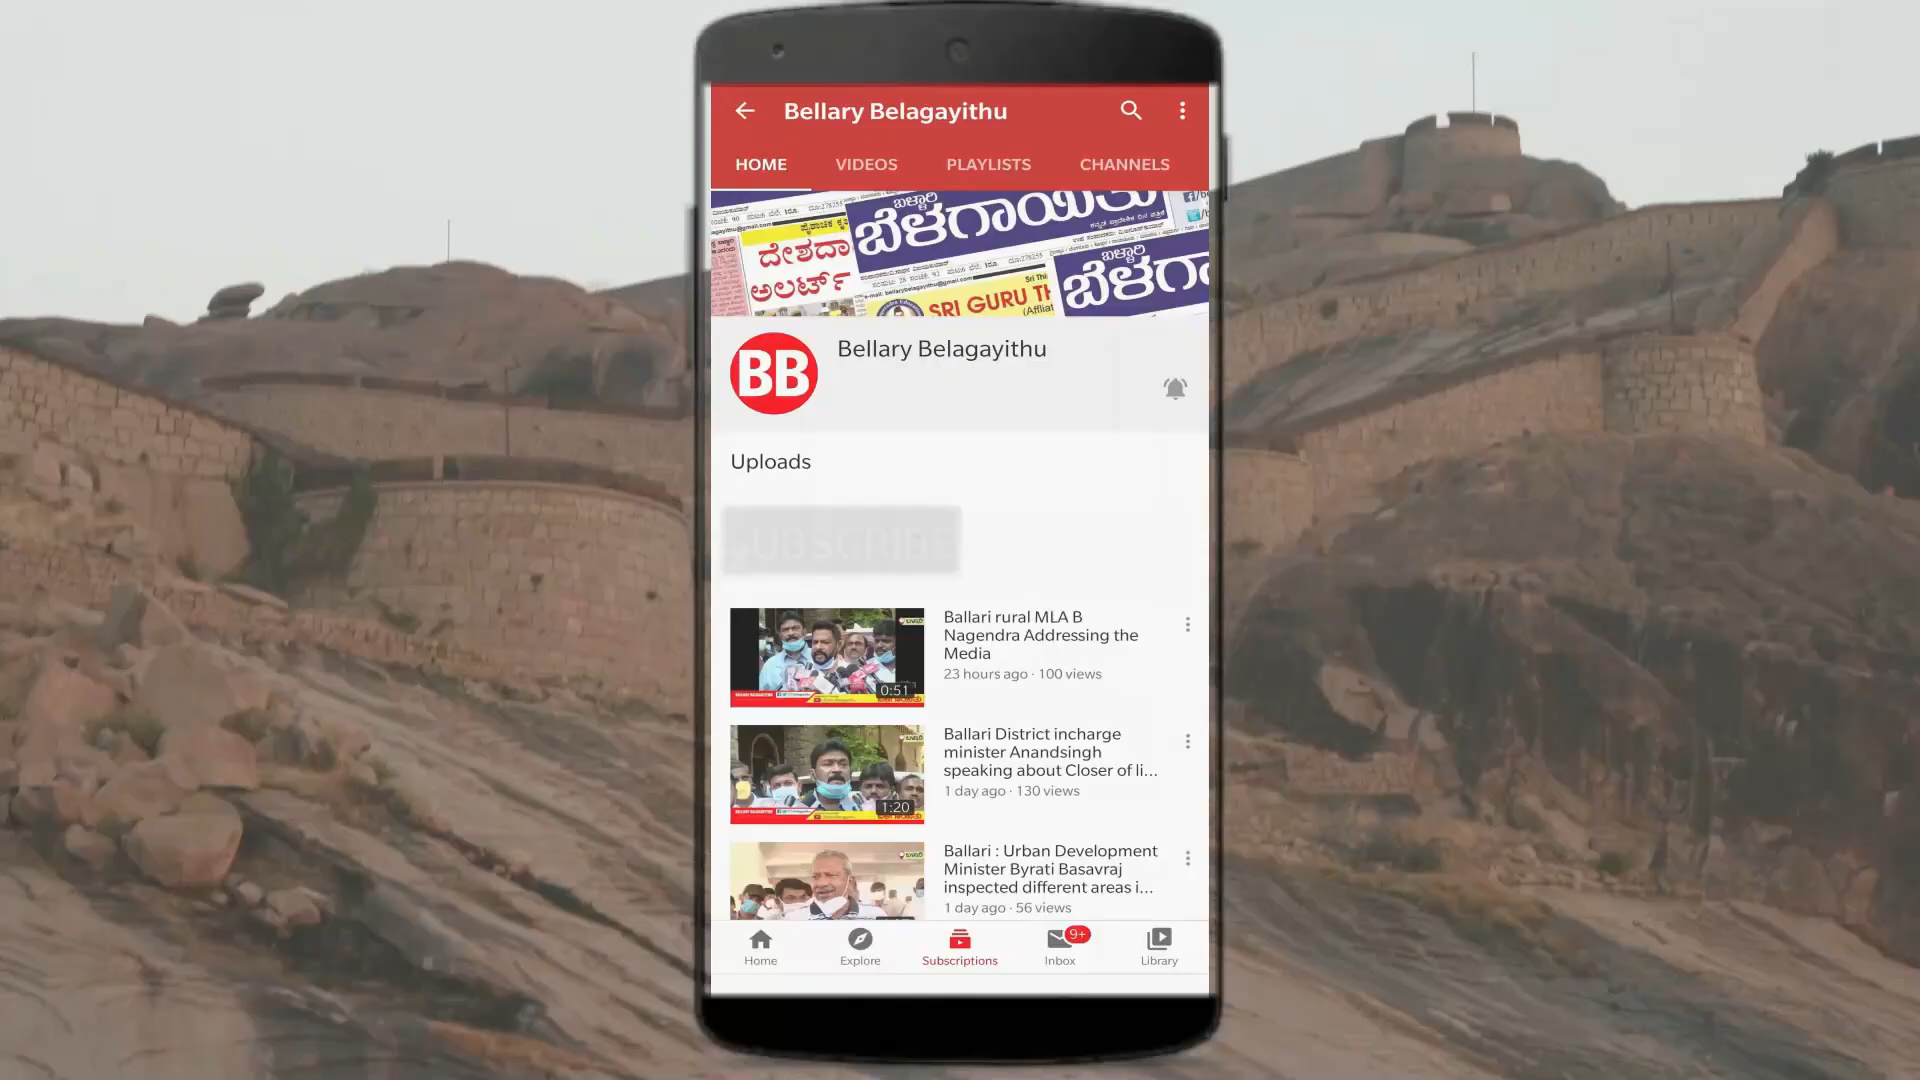 Bellary Belagayithu
HOME VIDEOS PLAYLISTS CHANNELS
ಬಳ್ಳಾರಿ
ಬೆಳಗಾಯಿತು
ದೇಶದಾ
ಅಲರ್ಟ್
SRI GURU TH
(Affliat
ಬಳ್ಳಾರಿ
ಬೆಳಗಾ
BB
Bellary Belagayithu
Uploads
Ballari rural MLA B
Nagendra Addressing the
Media
23 hours ago · 100 views
0:51
Ballari District incharge
minister Anandsingh
speaking about Closer of li...
1 day ago · 130 views
1:20
Ballari : Urban Development
Minister Byrati Basavraj
inspected different areas i...
1 day ago · 56 views
9+
Home Explore Subscriptions Inbox Library